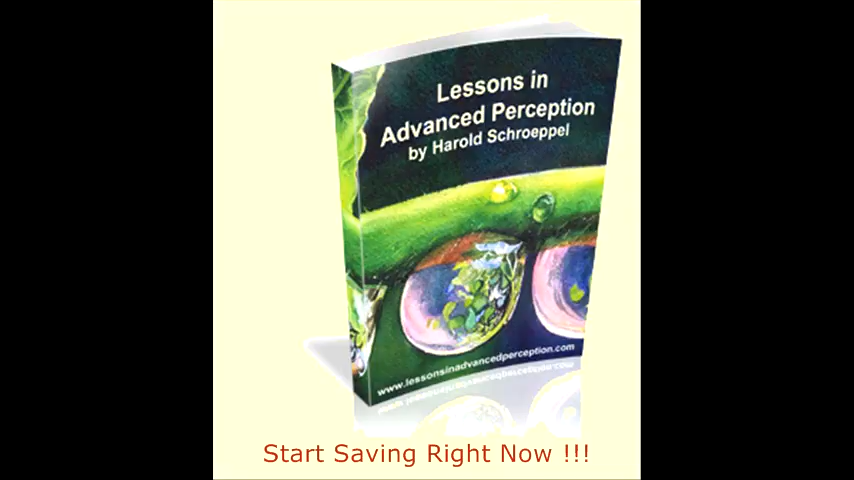 Lessons in
Advanced Perception
by Harold Schroeppel
www.lessonsinadvancedperception.com
Start Saving Right Now !!!